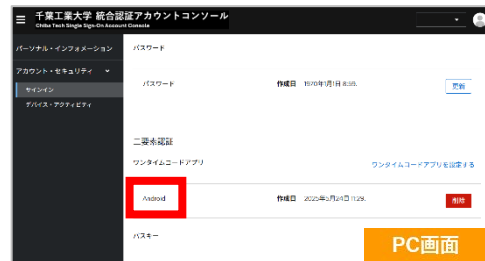 千葉工業大学 統合認証アカウントコンソール
Chiba Tech Single Sign-On Account Console
パーソナル・インフォメーション
アカウント・セキュリティ
サインイン
デバイス・アクティビティ
パスワード
パスワード 作成日 1970年1月1日 8:59. 更新
二要素認証
ワンタイムコードアプリ ワンタイムコードアプリを設定する
Android 作成日 2025年5月24日 11:29. 削除
パスキー
PC画面